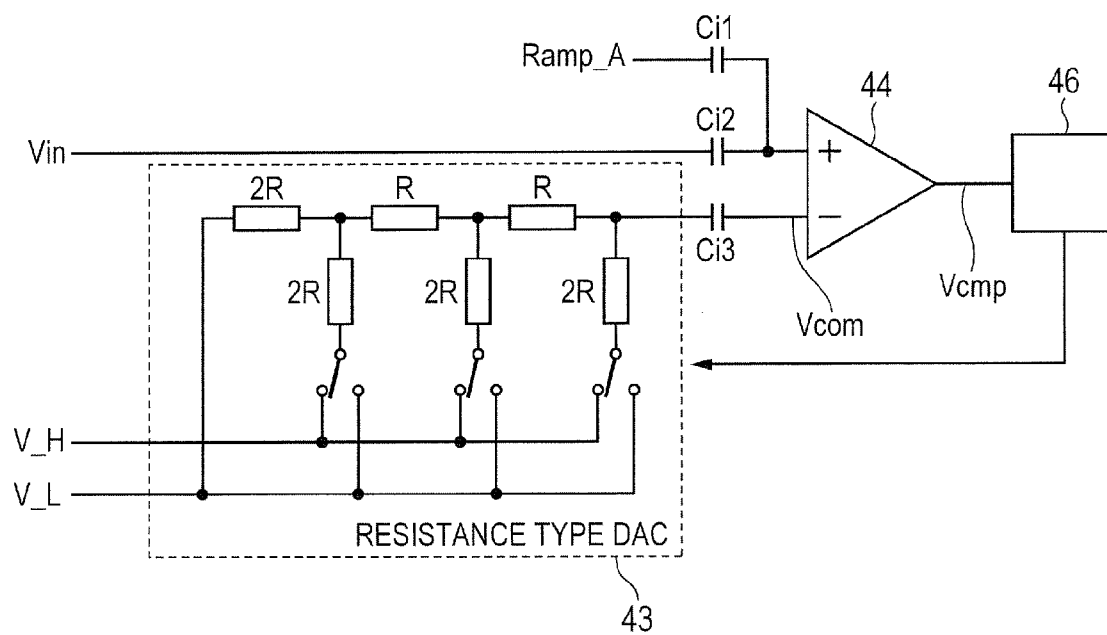 Ci1
Ramp_A
44
46
Ci2
Vin
+
2R
R
R
−
Ci3
2R
2R
2R
Vcmp
Vcom
V_H
V_L
RESISTANCE TYPE DAC
43